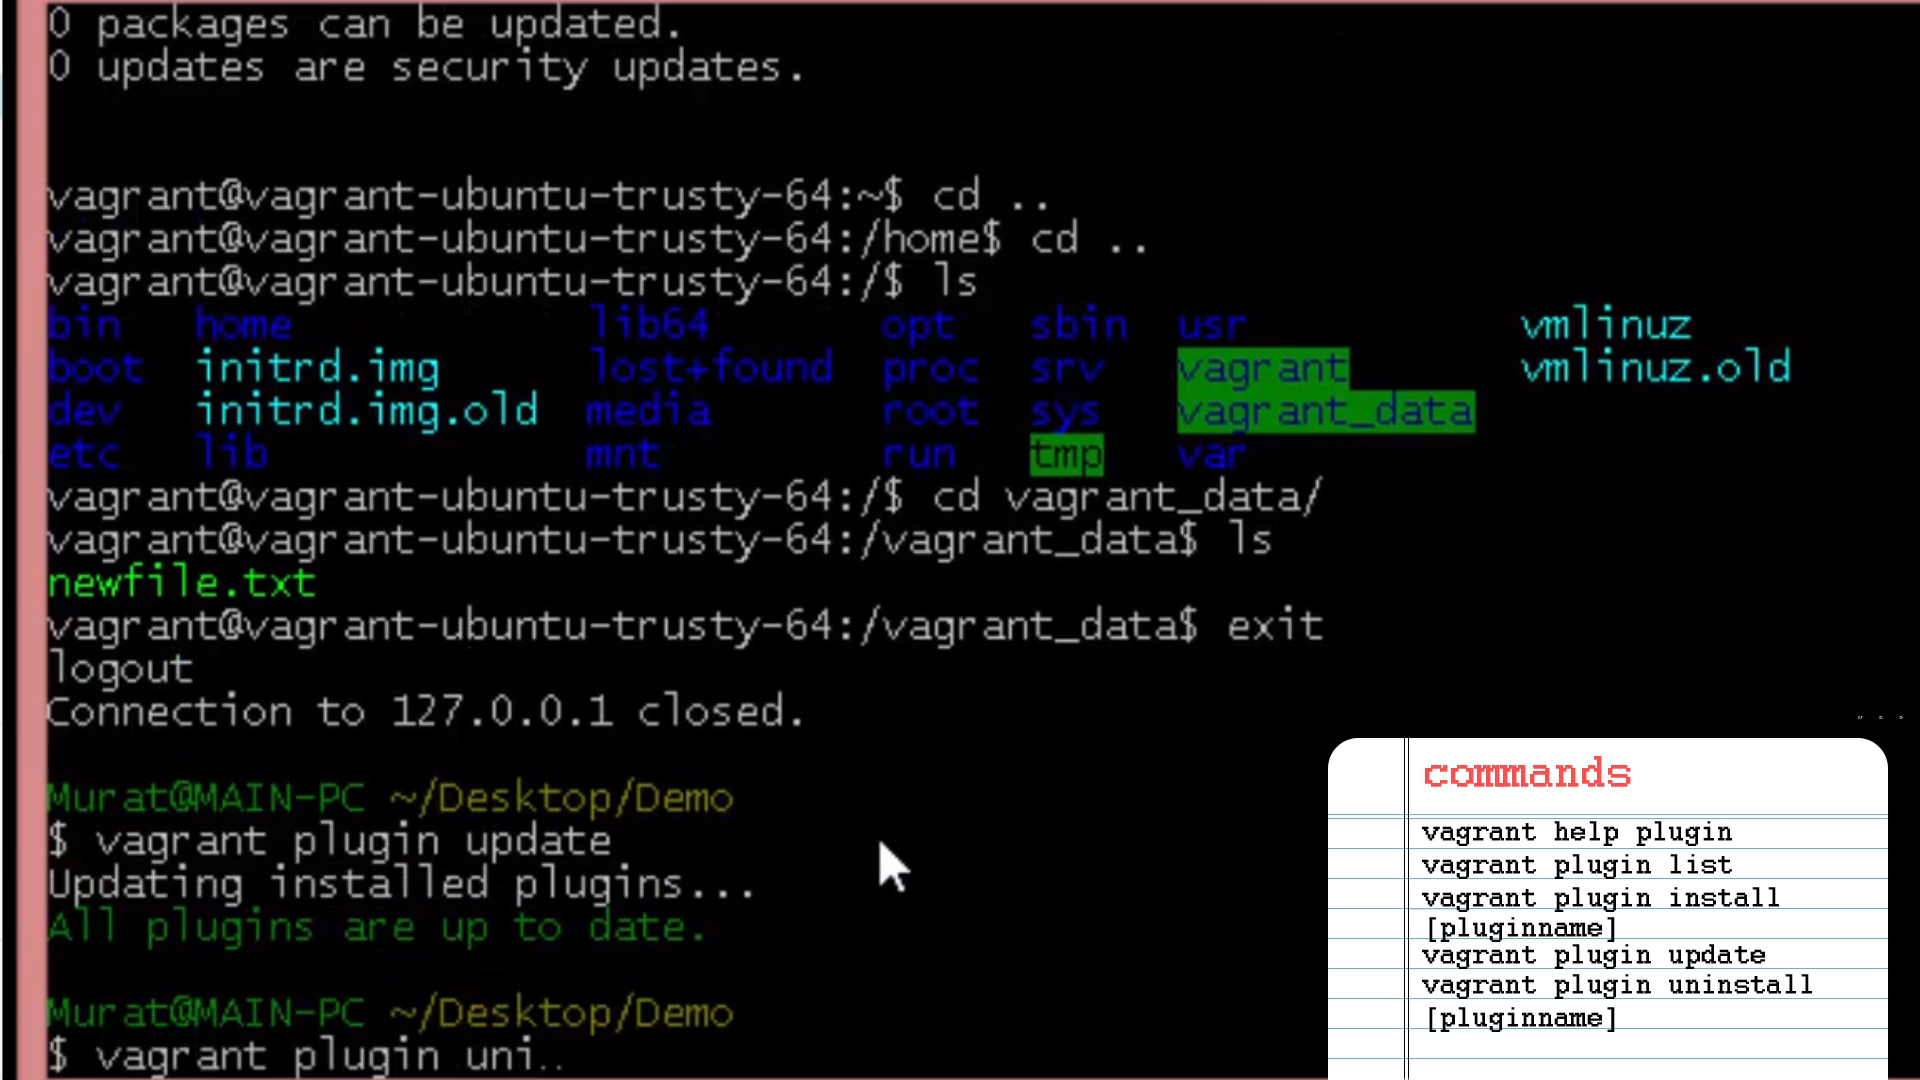 0 packages can be updated.
0 updates are security updates.
vagrant@vagrant-ubuntu-trusty-64:~$ cd ..
vagrant@vagrant-ubuntu-trusty-64:/home$ cd ..
vagrant@vagrant-ubuntu-trusty-64:/$ ls
bin home lib64 opt sbin usr vmlinuz
boot initrd.img lost+found proc srv vagrant vmlinuz.old
dev initrd.img.old media root sys vagrant_data
etc lib mnt run tmp var
vagrant@vagrant-ubuntu-trusty-64:/$ cd vagrant_data/
vagrant@vagrant-ubuntu-trusty-64:/vagrant_data$ ls
newfile.txt
vagrant@vagrant-ubuntu-trusty-64:/vagrant_data$ exit
logout
Connection to 127.0.0.1 closed.
Murat@MAIN-PC ~/Desktop/Demo
$ vagrant plugin update
Updating installed plugins...
All plugins are up to date.
Murat@MAIN-PC ~/Desktop/Demo
$ vagrant plugin uni
commands
vagrant help plugin
vagrant plugin list
vagrant plugin install
[pluginname]
vagrant plugin update
vagrant plugin uninstall
[pluginname]